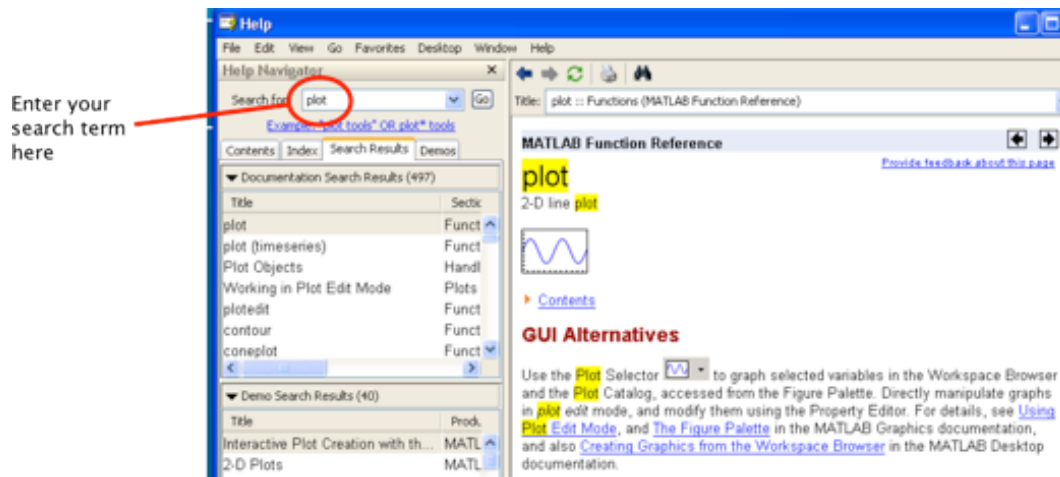 Enter your
search term
here
Help
File Edit View Go Favorites Desktop Window Help
Help Navigator
Search for plot Go
Example: "plot tools" OR plot* tools
Contents Index Search Results Demos
Documentation Search Results (497)
Title Sectic
plot Funct
plot (timeseries) Funct
Plot Objects Handl
Working in Plot Edit Mode Plots
plotedit Funct
contour Funct
coneplot Funct
Demo Search Results (40)
Title Produ
Interactive Plot Creation with th... MATL
2-D Plots MATL
Title: plot :: Functions (MATLAB Function Reference)
MATLAB Function Reference
Provide feedback about this page
plot
2-D line plot
Contents
GUI Alternatives
Use the Plot Selector to graph selected variables in the Workspace Browser
and the Plot Catalog, accessed from the Figure Palette. Directly manipulate graphs
in plot edit mode, and modify them using the Property Editor. For details, see Using
Plot Edit Mode, and The Figure Palette in the MATLAB Graphics documentation,
and also Creating Graphics from the Workspace Browser in the MATLAB Desktop
documentation.